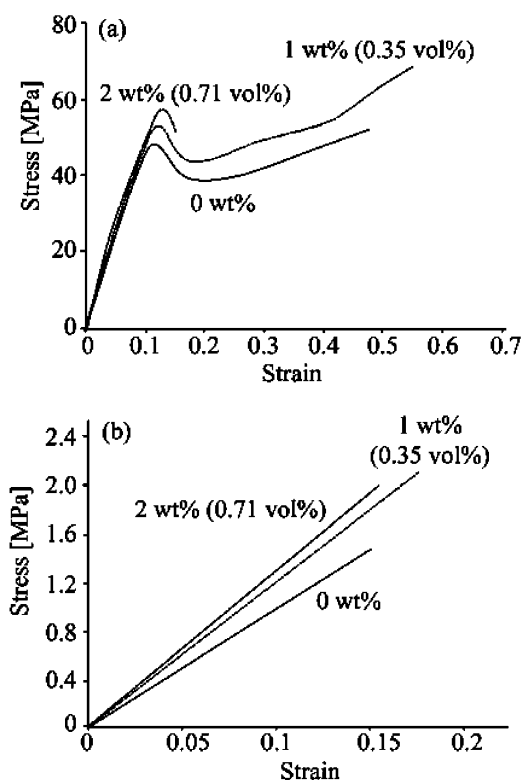 80
(a)
1 wt% (0.35 vol%)
2 wt% (0.71 vol%)
60
Stress [MPa]
40
0 wt%
20
0
0 0.1 0.2 0.3 0.4 0.5 0.6 0.7
Strain
(b)
2.4
1 wt%
(0.35 vol%)
2.0
2 wt% (0.71 vol%)
Stress [MPa]
1.6
1.2
0 wt%
0.8
0.4
0
0 0.05 0.1 0.15 0.2
Strain